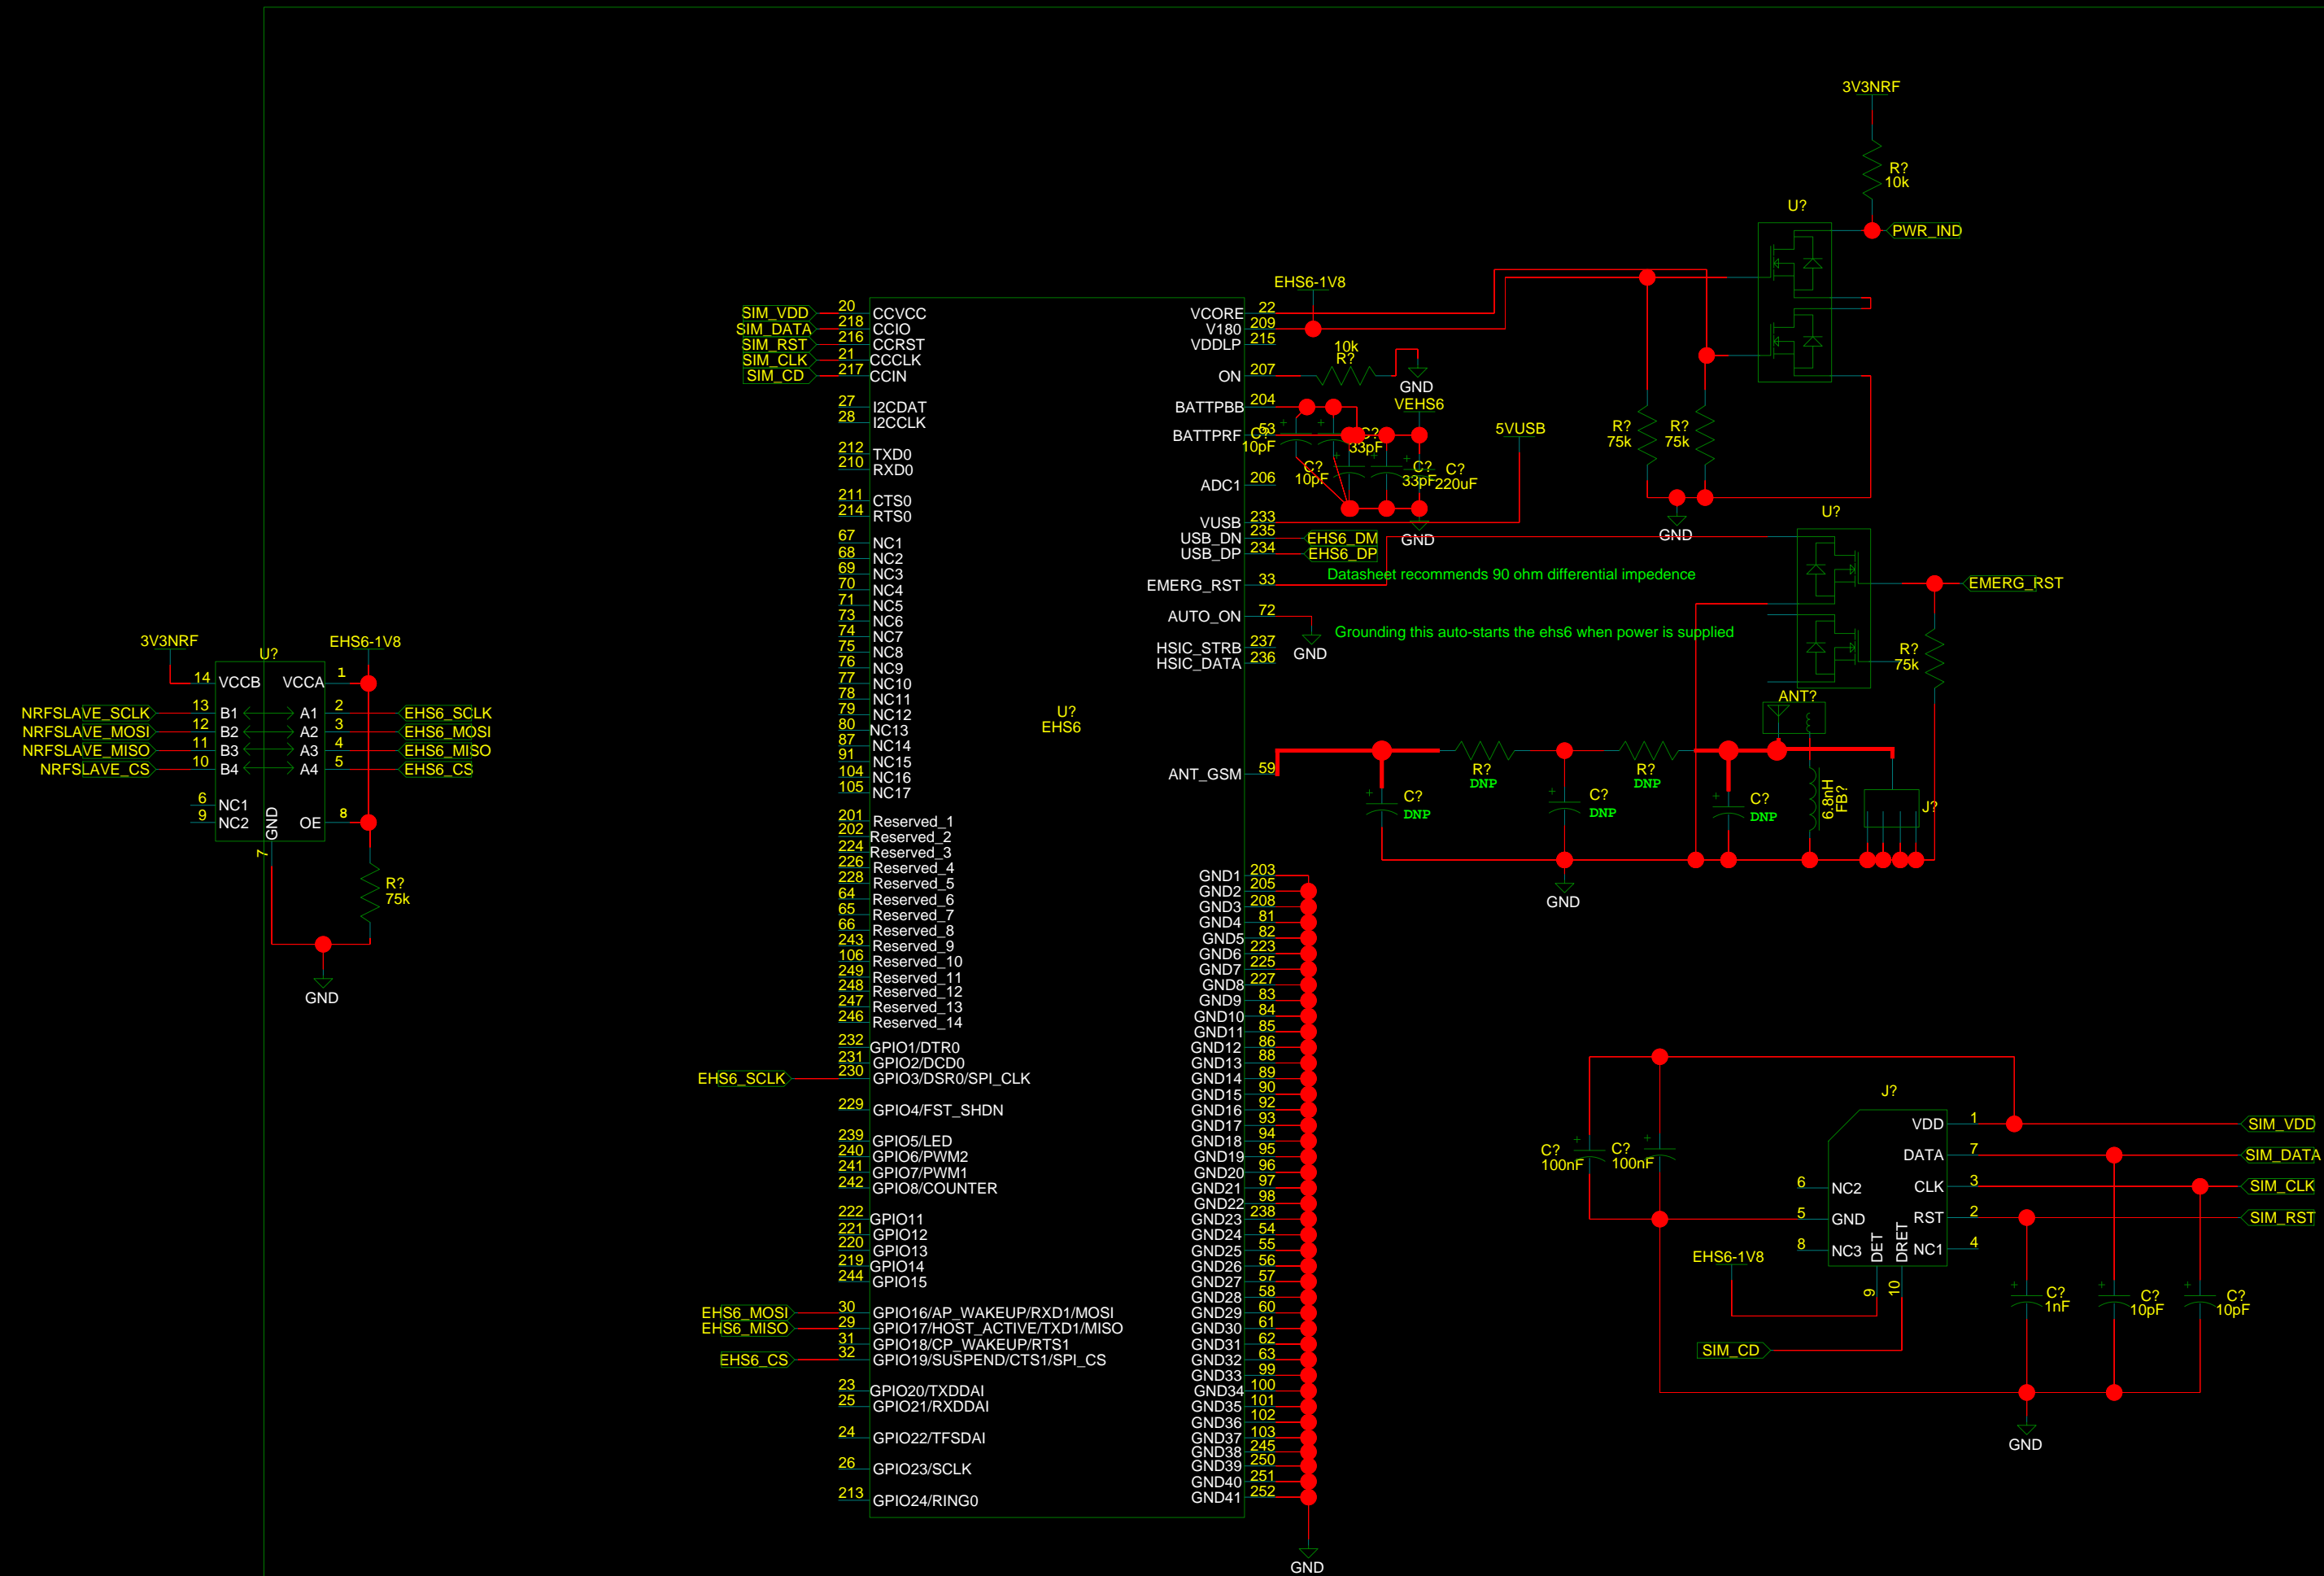 3V3NRF
R?
10k
U?
PWR_IND
EHS6-1V8
SIM_VDD
SIM_DATA
SIM_RST
SIM_CLK
SIM_CD
20
218
216
21
217
CCVCC
CCIO
CCRST
CCCLK
CCIN
27
28
I2CDAT
I2CCLK
212
210
TXD0
RXD0
211
214
CTS0
RTS0
67 NC1
68 NC2
69 NC3
70 NC4
71 NC5
73 NC6
74 NC7
75 NC8
76 NC9
77 NC10
78 NC11
79 NC12
80 NC13
87 NC14
91 NC15
104 NC16
105 NC17
201 Reserved_1
202 Reserved_2
224 Reserved_3
226 Reserved_4
228 Reserved_5
64 Reserved_6
65 Reserved_7
66 Reserved_8
243 Reserved_9
106 Reserved_10
249 Reserved_11
248 Reserved_12
247 Reserved_13
246 Reserved_14
232 GPIO1/DTR0
231 GPIO2/DCD0
EHS6_SCLK 230 GPIO3/DSR0/SPI_CLK
229 GPIO4/FST_SHDN
239 GPIO5/LED
240 GPIO6/PWM2
241 GPIO7/PWM1
242 GPIO8/COUNTER
222 GPIO11
221 GPIO12
220 GPIO13
219 GPIO14
244 GPIO15
EHS6_MOSI 30 GPIO16/AP_WAKEUP/RXD1/MOSI
EHS6_MISO 29 GPIO17/HOST_ACTIVE/TXD1/MISO
31 GPIO18/CP_WAKEUP/RTS1
EHS6_CS 32 GPIO19/SUSPEND/CTS1/SPI_CS
23 GPIO20/TXDDAI
25 GPIO21/RXDDAI
24 GPIO22/TFSDAI
26 GPIO23/SCLK
213 GPIO24/RING0
U?
EHS6
VCORE 22
V180 209
VDDLP 215
ON 207
10k
R?
GND
BATTPBB 204
VEHS6
BATTPRF 53
C?
10pF
C?
33pF
C?
10pF
C?
33pF
C?
220uF
GND
5VUSB
ADC1 206
VUSB 233
USB_DN 235 EHS6_DM
USB_DP 234 EHS6_DP
Datasheet recommends 90 ohm differential impedence
EMERG_RST 33
AUTO_ON 72
GND
Grounding this auto-starts the ehs6 when power is supplied
HSIC_STRB 237
HSIC_DATA 236
ANT_GSM 59
R?
75k
R?
75k
GND
U?
EMERG_RST
R?
75k
ANT?
R?
DNP
R?
DNP
C?
DNP
C?
DNP
C?
DNP
6.8nH
FB?
J?
GND
GND1 203
GND2 205
GND3 208
GND4 81
GND5 82
GND6 223
GND7 225
GND8 227
GND9 83
GND10 84
GND11 85
GND12 86
GND13 88
GND14 89
GND15 90
GND16 92
GND17 93
GND18 94
GND19 95
GND20 96
GND21 97
GND22 98
GND23 238
GND24 54
GND25 55
GND26 56
GND27 57
GND28 58
GND29 60
GND30 61
GND31 62
GND32 63
GND33 99
GND34 100
GND35 101
GND36 102
GND37 103
GND38 245
GND39 250
GND40 251
GND41 252
GND
3V3NRF
EHS6-1V8
U?
14 VCCB VCCA 1
NRFSLAVE_SCLK 13 B1 A1 2 EHS6_SCLK
NRFSLAVE_MOSI 12 B2 A2 3 EHS6_MOSI
NRFSLAVE_MISO 11 B3 A3 4 EHS6_MISO
NRFSLAVE_CS 10 B4 A4 5 EHS6_CS
6 NC1
9 NC2
GND
7
OE 8
R?
75k
GND
J?
VDD 1 SIM_VDD
DATA 7 SIM_DATA
CLK 3 SIM_CLK
RST 2 SIM_RST
NC1 4
6 NC2
5 GND
8 NC3
DET
9
DRET
10
C?
100nF
C?
100nF
EHS6-1V8
SIM_CD
C?
1nF
C?
10pF
C?
10pF
GND